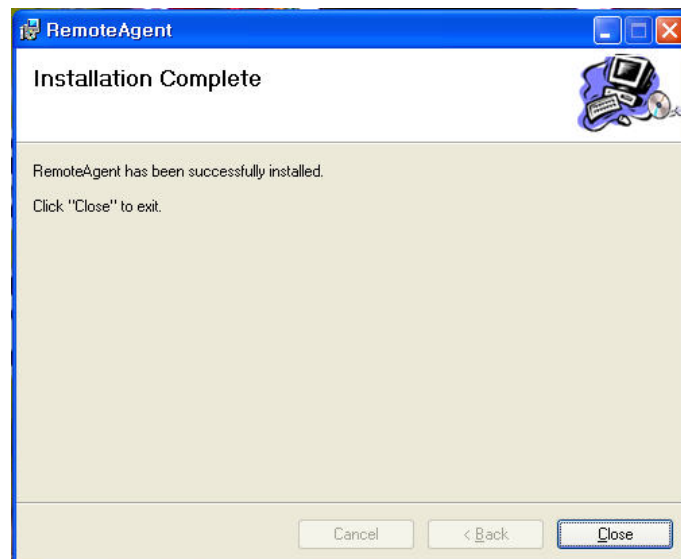 RemoteAgent
Installation Complete
RemoteAgent has been successfully installed.
Click "Close" to exit.
Cancel
< Back
Close